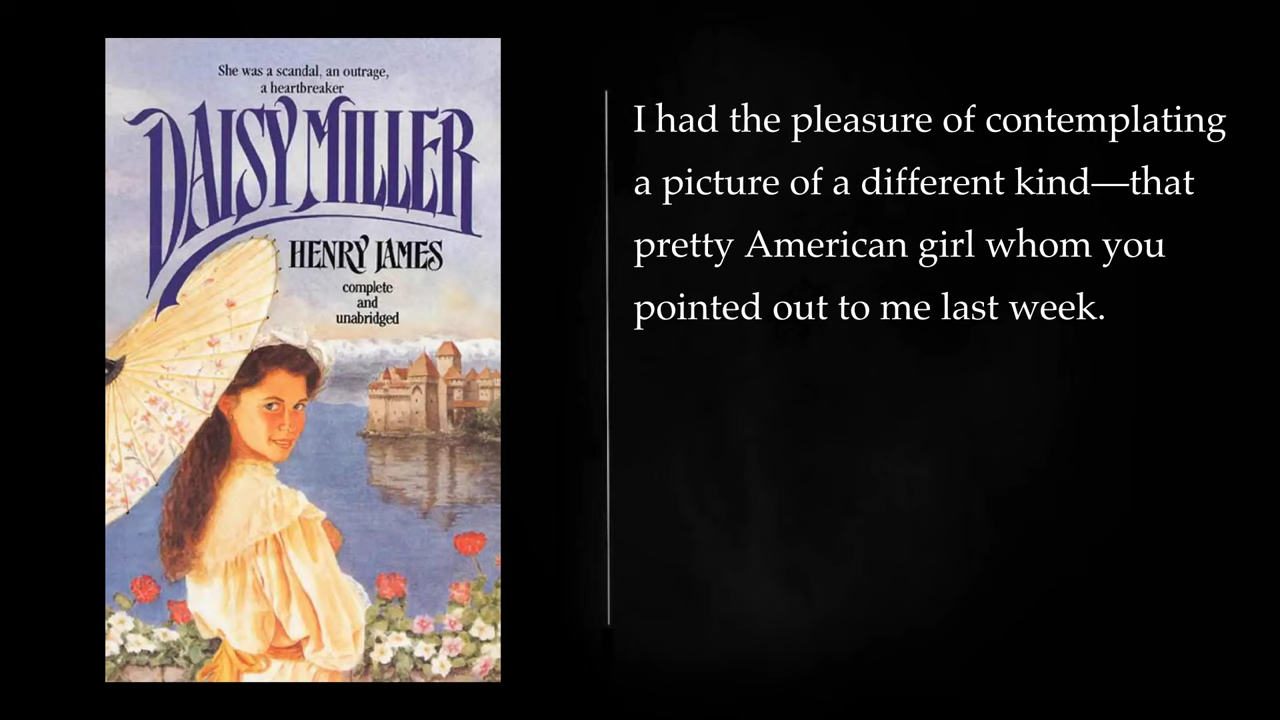 She was a scandal, an outrage,
a heartbreaker
DAISY MILLER
HENRY JAMES
complete
and
unabridged
I had the pleasure of contemplating
a picture of a different kind—that
pretty American girl whom you
pointed out to me last week.